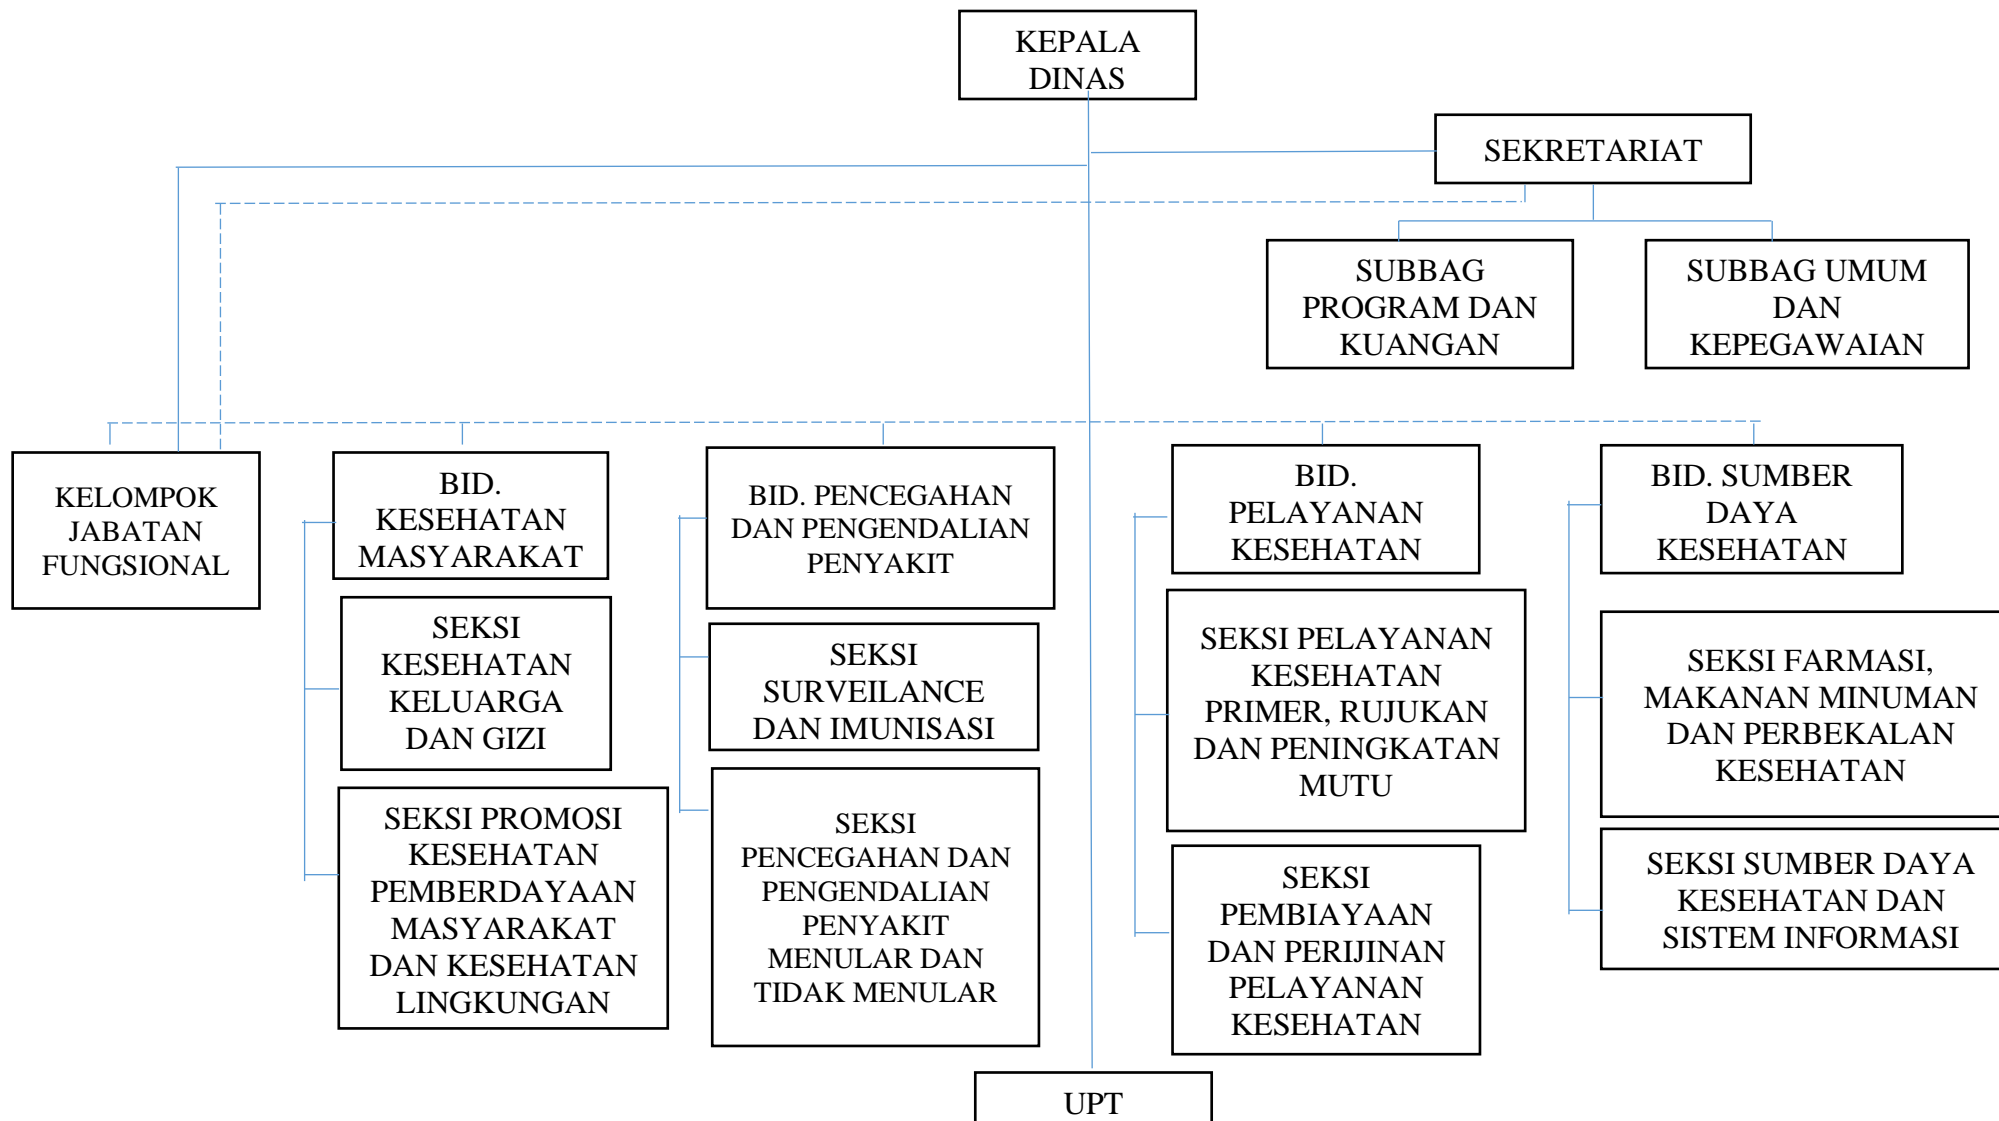 KEPALA
DINAS
SEKRETARIAT
SUBBAG
PROGRAM DAN
KUANGAN
SUBBAG UMUM
DAN
KEPEGAWAIAN
KELOMPOK
JABATAN
FUNGSIONAL
BID.
KESEHATAN
MASYARAKAT
BID. PENCEGAHAN
DAN PENGENDALIAN
PENYAKIT
BID.
PELAYANAN
KESEHATAN
BID. SUMBER
DAYA
KESEHATAN
SEKSI
KESEHATAN
KELUARGA
DAN GIZI
SEKSI
SURVEILANCE
DAN IMUNISASI
SEKSI PELAYANAN
KESEHATAN
PRIMER, RUJUKAN
DAN PENINGKATAN
MUTU
SEKSI FARMASI,
MAKANAN MINUMAN
DAN PERBEKALAN
KESEHATAN
SEKSI PROMOSI
KESEHATAN
PEMBERDAYAAN
MASYARAKAT
DAN KESEHATAN
LINGKUNGAN
SEKSI
PENCEGAHAN DAN
PENGENDALIAN
PENYAKIT
MENULAR DAN
TIDAK MENULAR
SEKSI
PEMBIAYAAN
DAN PERIJINAN
PELAYANAN
KESEHATAN
SEKSI SUMBER DAYA
KESEHATAN DAN
SISTEM INFORMASI
UPT